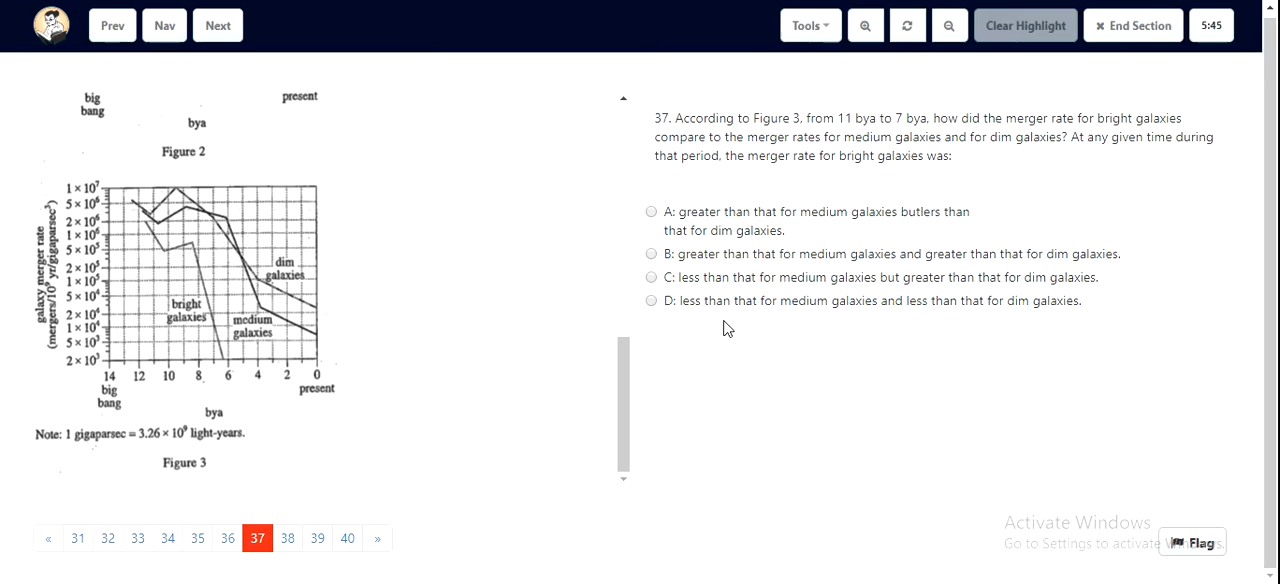 Prev Nav Next Tools Clear Highlight ✖ End Section 5:45
big present
bang
bya
Figure 2
1 × 10⁷
5 × 10⁶
2 × 10⁶
1 × 10⁶
5 × 10⁵
2 × 10⁵
1 × 10⁵
5 × 10⁴
2 × 10⁴
1 × 10⁴
5 × 10³
2 × 10³
galaxy merger rate
(mergers/10⁹ yr/gigaparsec³)
dim
galaxies
bright
galaxies
medium
galaxies
14 12 10 8 6 4 2 0
big present
bang
bya
Note: 1 gigaparsec = 3.26 × 10⁹ light-years.
Figure 3
37. According to Figure 3, from 11 bya to 7 bya, how did the merger rate for bright galaxies
compare to the merger rates for medium galaxies and for dim galaxies? At any given time during
that period, the merger rate for bright galaxies was:
A: greater than that for medium galaxies butlers than
that for dim galaxies.
B: greater than that for medium galaxies and greater than that for dim galaxies.
C: less than that for medium galaxies but greater than that for dim galaxies.
D: less than that for medium galaxies and less than that for dim galaxies.
« 31 32 33 34 35 36 37 38 39 40 »
Activate Windows
Go to Settings to activate Windows.
Flag